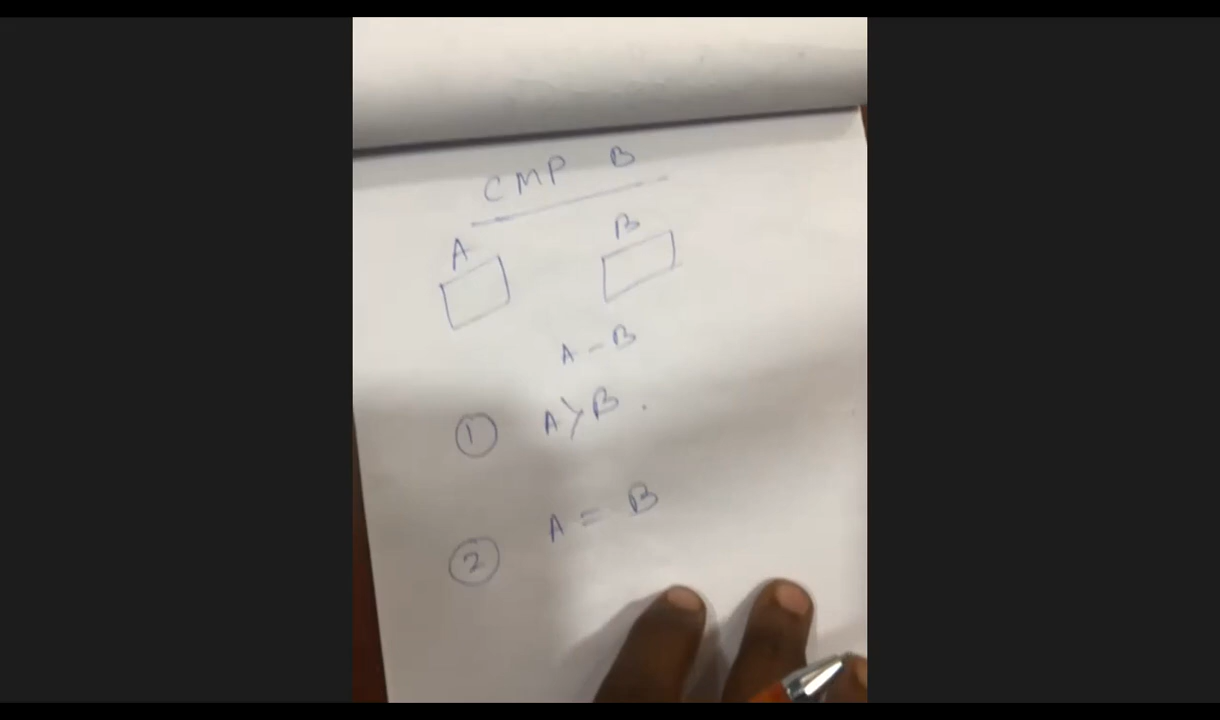 CMP B
A B
A - B
① A > B .
② A = B